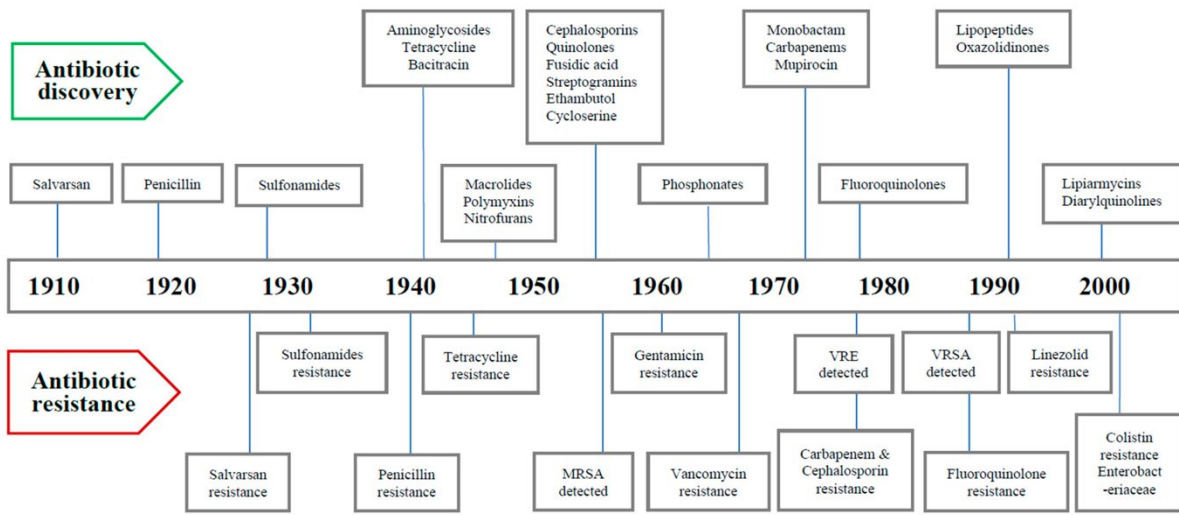 Antibiotic
discovery
Aminoglycosides
Tetracycline
Bacitracin
Cephalosporins
Quinolones
Fusidic acid
Streptogramins
Ethambutol
Cycloserine
Monobactam
Carbapenems
Mupirocin
Lipopeptides
Oxazolidinones
Salvarsan
Penicillin
Sulfonamides
Macrolides
Polymyxins
Nitrofurans
Phosphonates
Fluoroquinolones
Lipiarmycins
Diarylquinolines
1910 1920 1930 1940 1950 1960 1970 1980 1990 2000
Antibiotic
resistance
Sulfonamides
resistance
Tetracycline
resistance
Gentamicin
resistance
VRE
detected
VRSA
detected
Linezolid
resistance
Salvarsan
resistance
Penicillin
resistance
MRSA
detected
Vancomycin
resistance
Carbapenem &
Cephalosporin
resistance
Fluoroquinolone
resistance
Colistin
resistance
Enterobact
-eriaceae